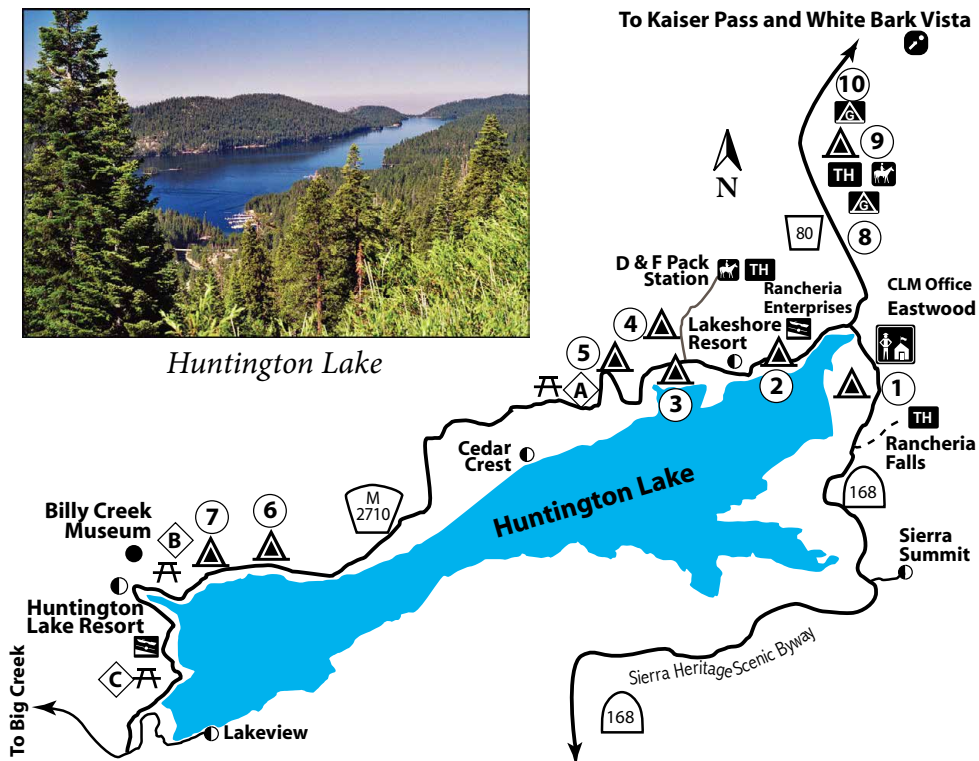 To Kaiser Pass and White Bark Vista
10
G
9
TH
G
8
N
80
D & F Pack
Station
TH
Rancheria
Enterprises
CLM Office
Eastwood
Huntington Lake
4
Lakeshore
Resort
5
A
3
2
1
TH
Rancheria
Falls
Cedar
Crest
Huntington Lake
168
M
2710
Billy Creek
Museum
B
7
6
Sierra
Summit
Huntington
Lake Resort
C
Sierra Heritage Scenic Byway
168
To Big Creek
Lakeview